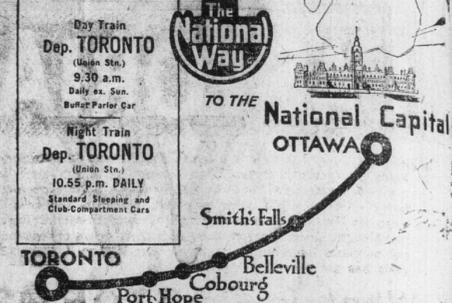 Day Train
Dep. TORONTO
(Union Stn.)
9.30 a.m.
Daily ex. Sun.
Buffet Parlor Car
Night Train
Dep. TORONTO
(Union Stn.)
10.55 p.m. DAILY
Standard Sleeping and
Club-Compartment Cars
The
National
Way
TO THE
National Capital
OTTAWA
Smith's Falls
Belleville
Cobourg
Port Hope
TORONTO